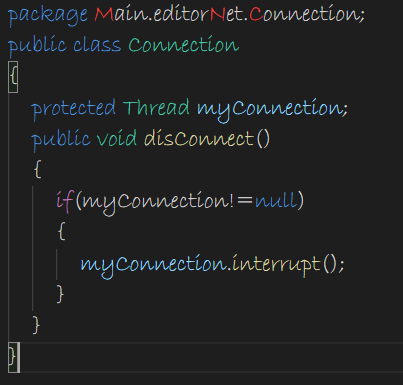 package Main.editorNet.Connection;
public class Connection
{
protected Thread myConnection;
public void disConnect()
{
if(myConnection!=null)
{
myConnection.interrupt();
}
}
}